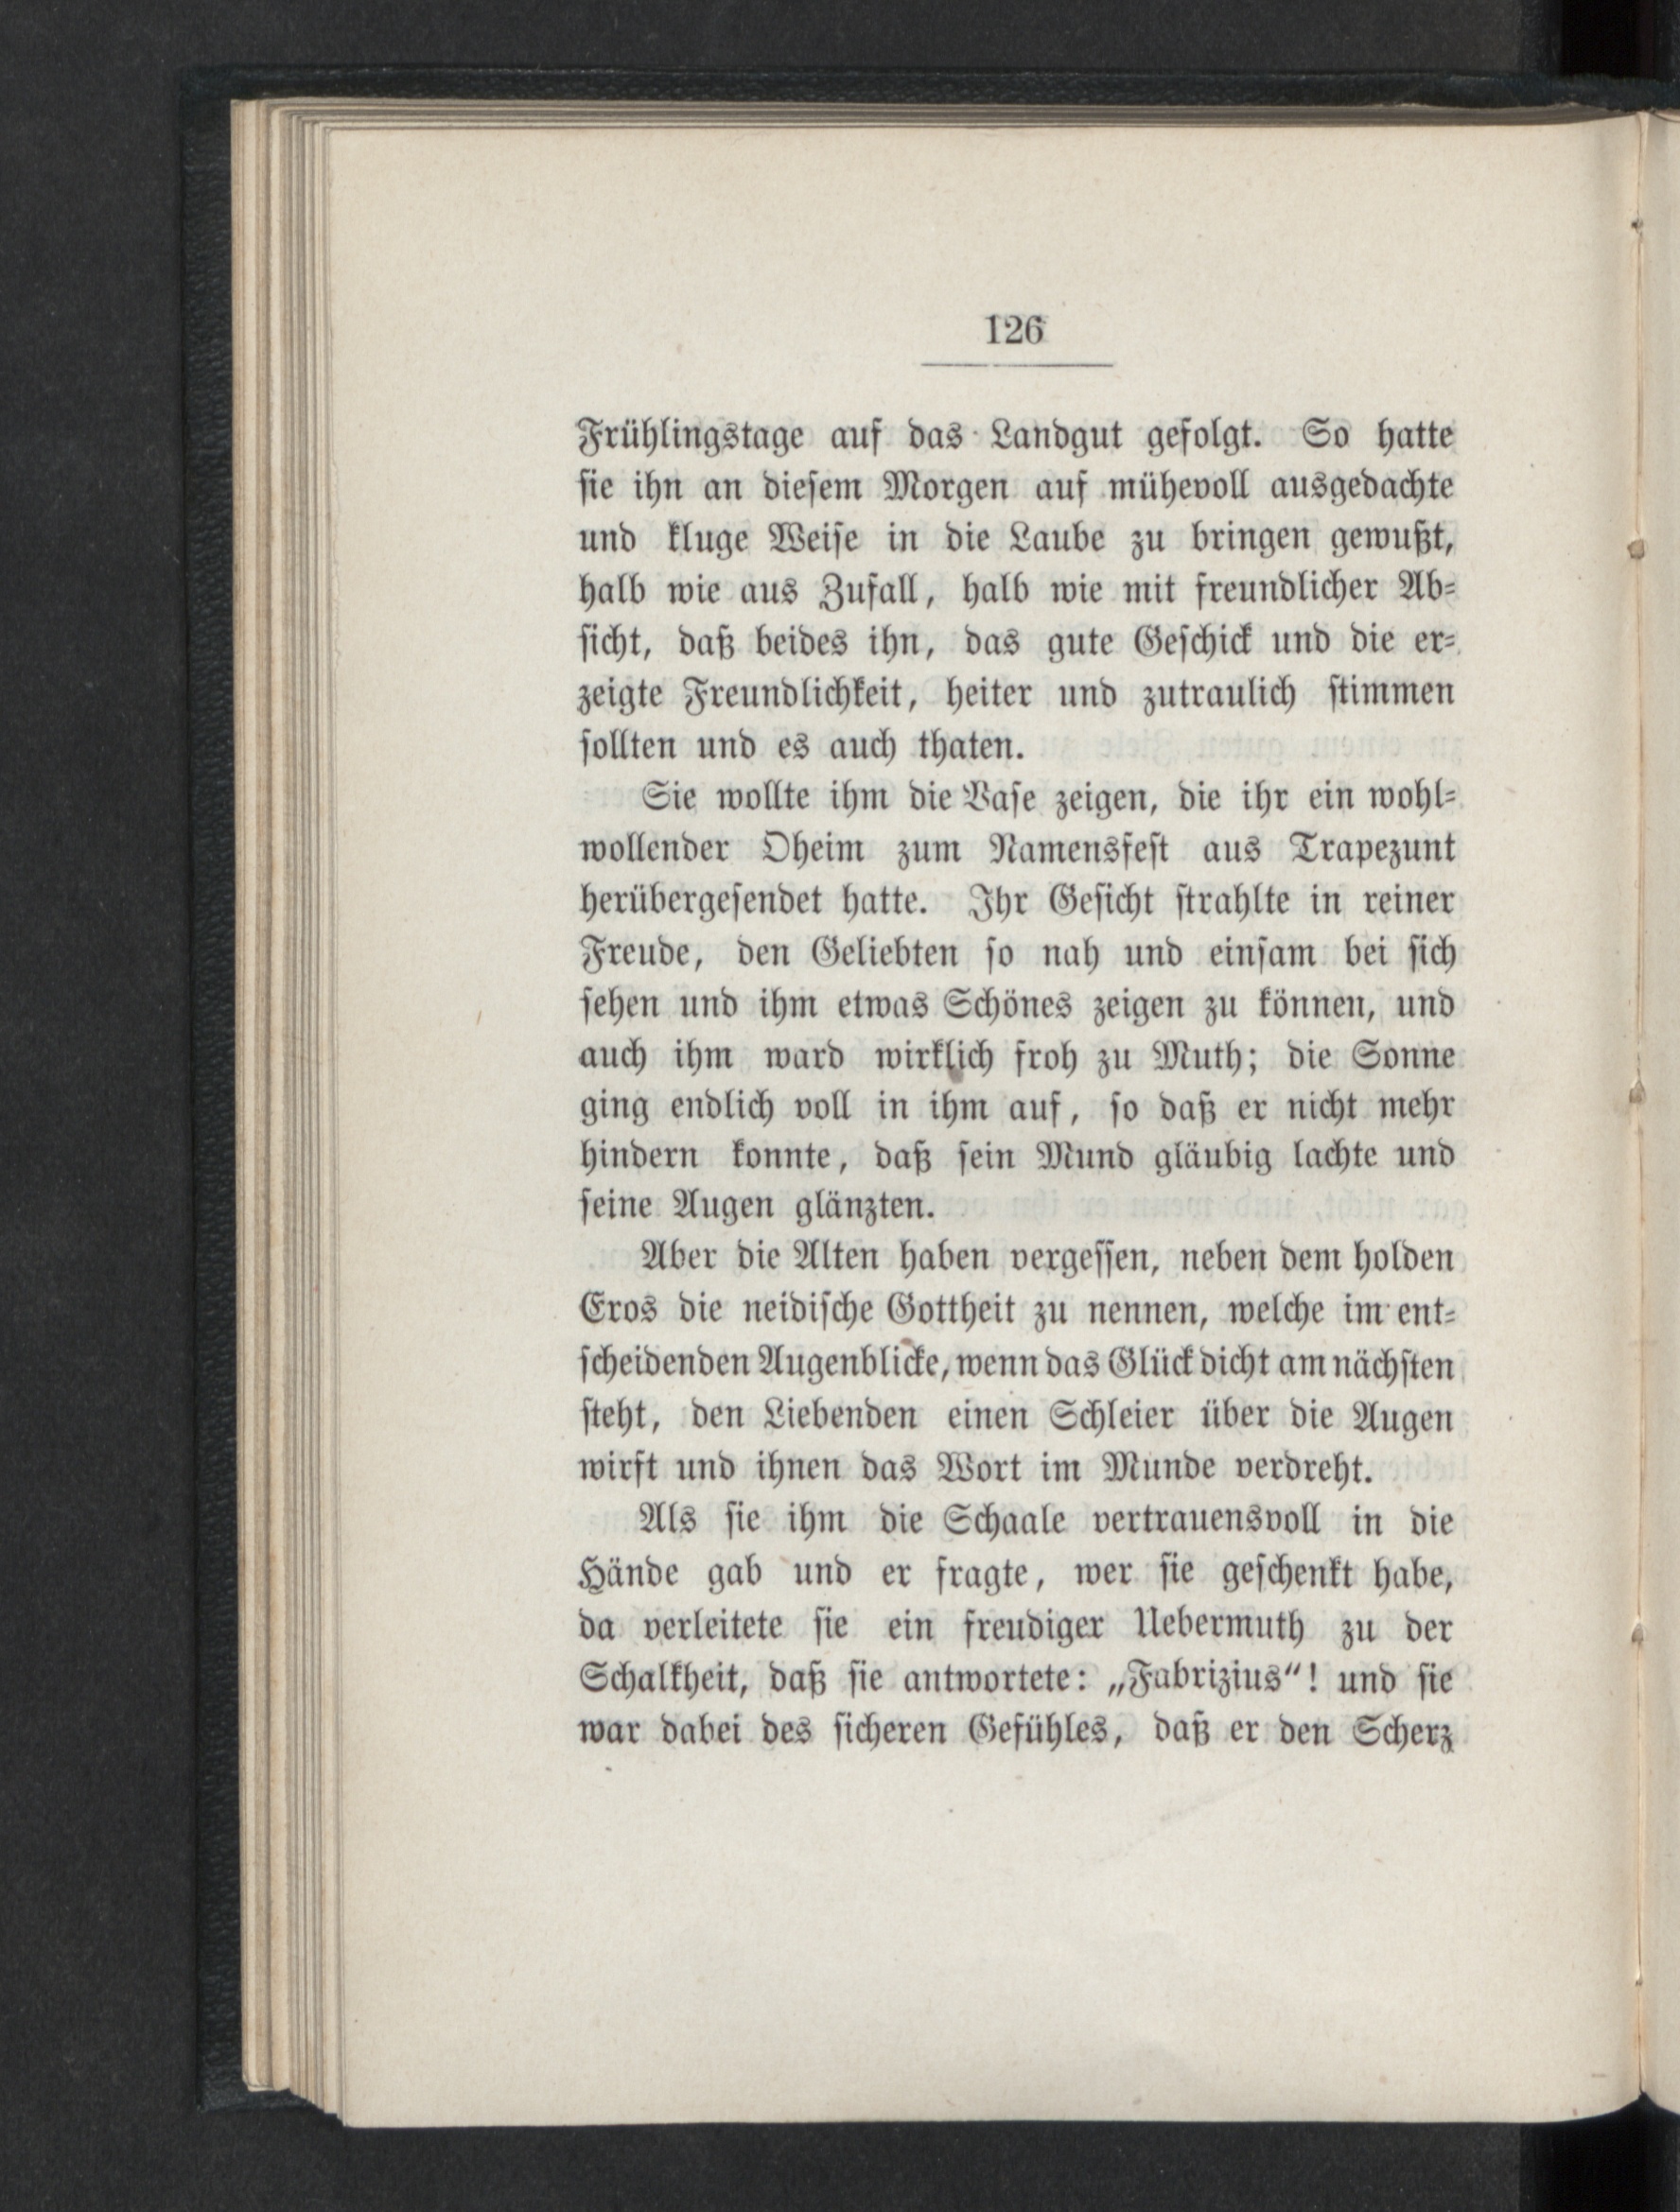 126
Frühlingstage auf das Landgut gefolgt. So hatte
sie ihn an diesem Morgen auf mühevoll ausgedachte
und kluge Weise in die Laube zu bringen gewußt,
halb wie aus Zufall, halb wie mit freundlicher Ab-
sicht, daß beides ihn, das gute Geschick und die er-
zeigte Freundlichkeit, heiter und zutraulich stimmen
sollten und es auch thaten.
Sie wollte ihm die Vase zeigen, die ihr ein wohl-
wollender Oheim zum Namensfest aus Trapezunt
herübergesendet hatte. Ihr Gesicht strahlte in reiner
Freude, den Geliebten so nah und einsam bei sich
sehen und ihm etwas Schönes zeigen zu können, und
auch ihm ward wirklich froh zu Muth; die Sonne
ging endlich voll in ihm auf, so daß er nicht mehr
hindern konnte, daß sein Mund gläubig lachte und
seine Augen glänzten.
Aber die Alten haben vergessen, neben dem holden
Eros die neidische Gottheit zu nennen, welche im ent-
scheidenden Augenblicke, wenn das Glück dicht am nächsten
steht, den Liebenden einen Schleier über die Augen
wirft und ihnen das Wort im Munde verdreht.
Als sie ihm die Schaale vertrauensvoll in die
Hände gab und er fragte, wer sie geschenkt habe,
da verleitete sie ein freudiger Uebermuth zu der
Schalkheit, daß sie antwortete: „Fabrizius“! und sie
war dabei des sicheren Gefühles, daß er den Scherz